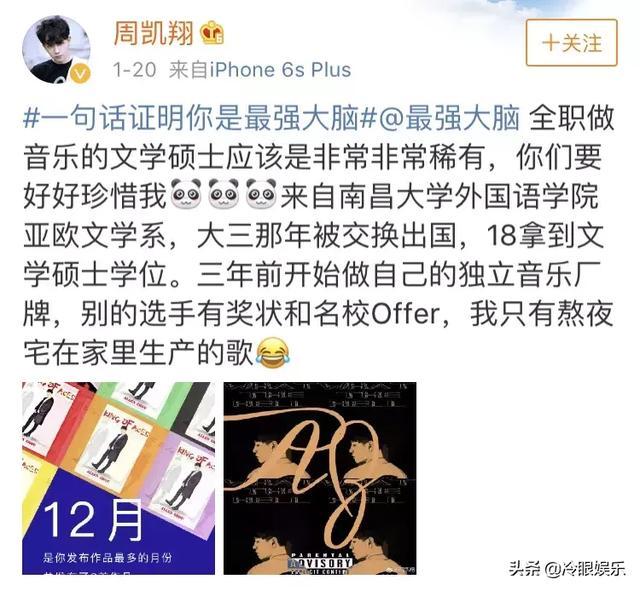 周凯翔
1-20 来自iPhone 6s Plus
+关注
#一句话证明你是最强大脑#@最强大脑 全职做
音乐的文学硕士应该是非常非常稀有，你们要
好好珍惜我🐼🐼🐼来自南昌大学外国语学院
亚欧文学系，大三那年被交换出国，18拿到文
学硕士学位。三年前开始做自己的独立音乐厂
牌，别的选手有奖状和名校Offer，我只有熬夜
宅在家里生产的歌😂
KING OF ACES
KING OF ACES
KING OF ACES
12月
是你发布作品最多的月份
PARENTAL
ADVISORY
头条 @冷眼娱乐